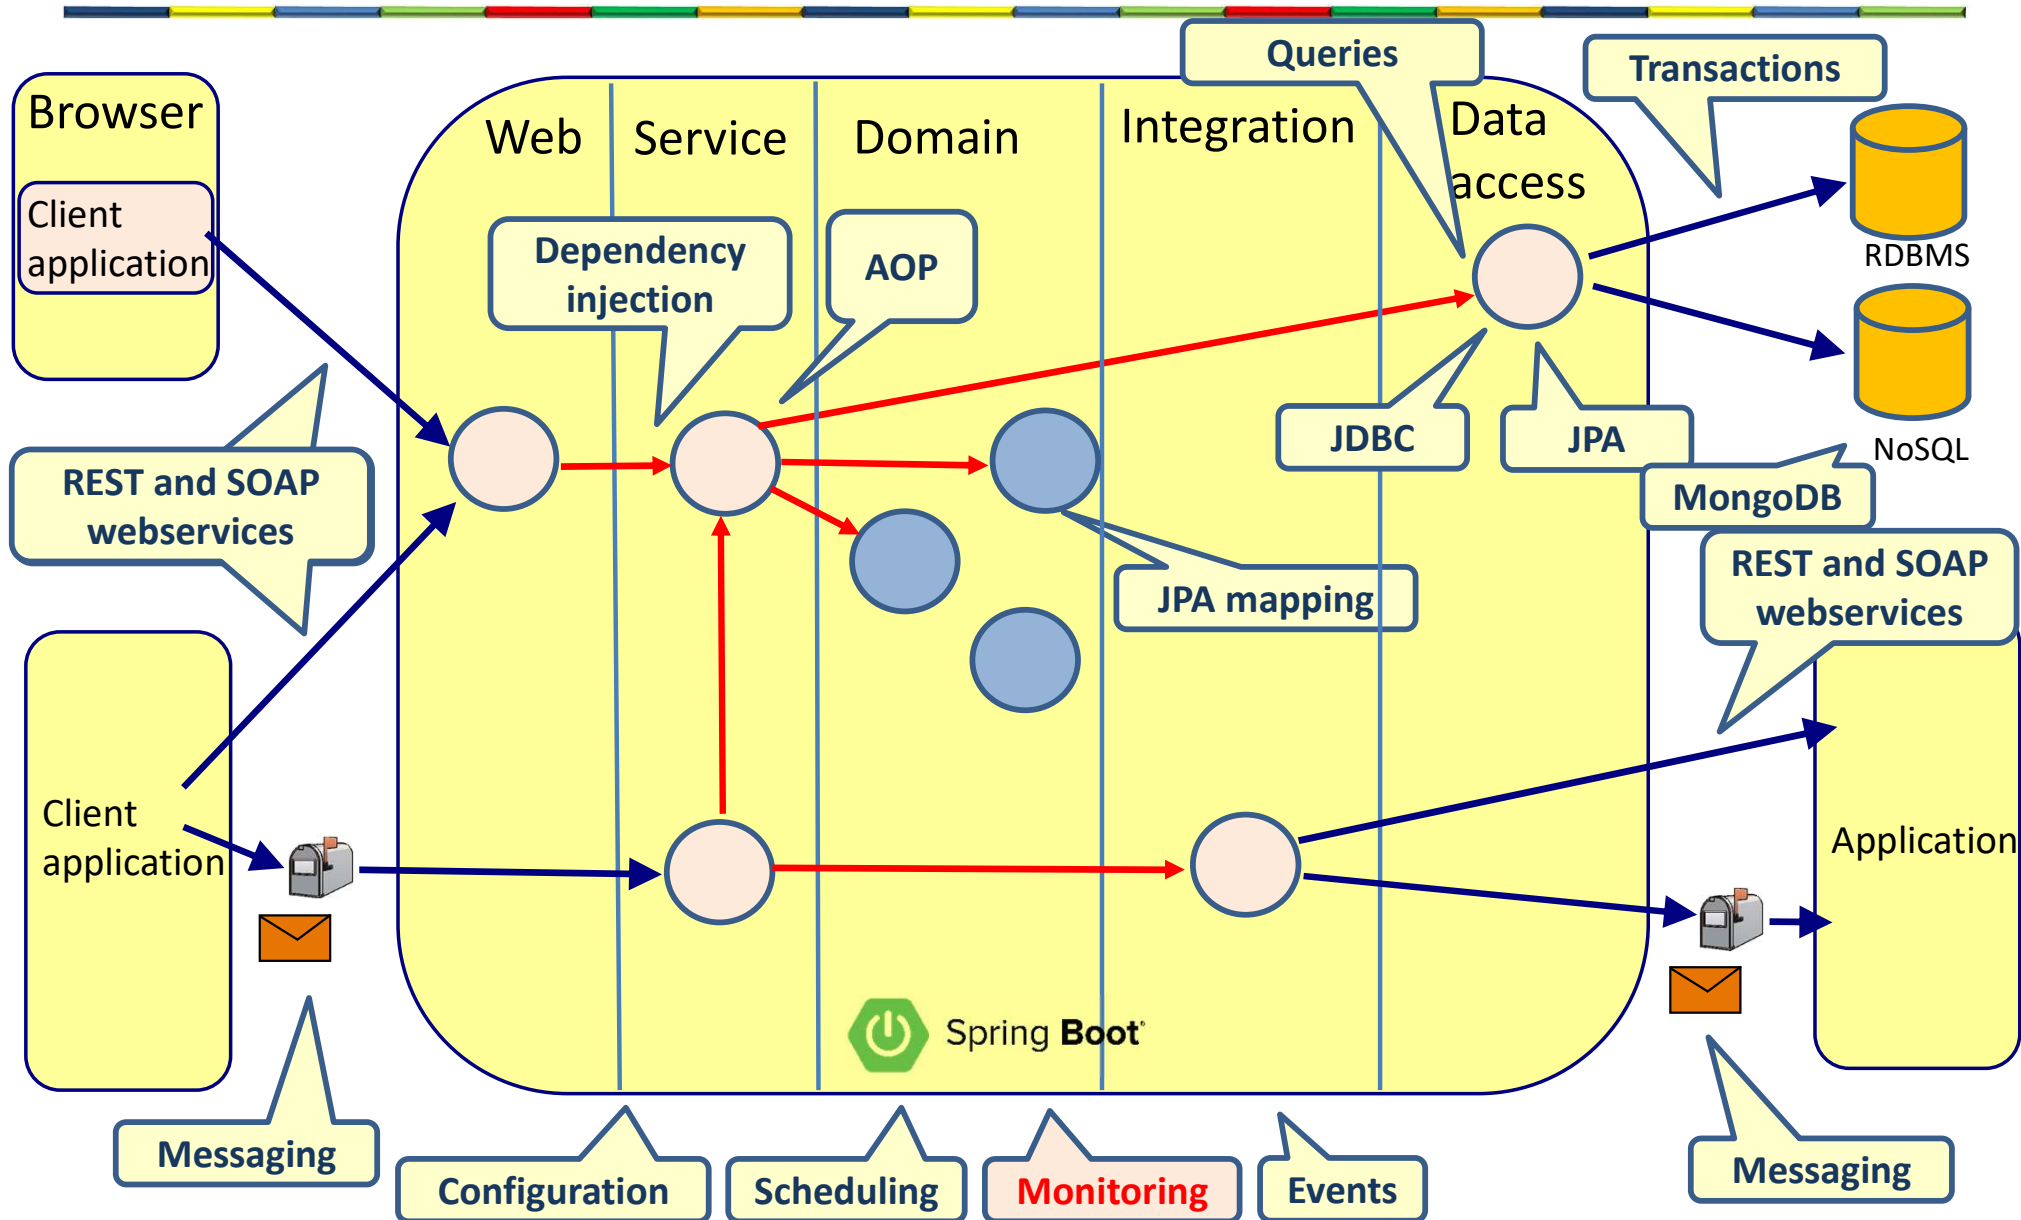 Queries
Transactions
Browser
Web
Service
Domain
Integration
Data
access
Client
application
Dependency
injection
AOP
RDBMS
JDBC
JPA
NoSQL
MongoDB
REST and SOAP
webservices
JPA mapping
REST and SOAP
webservices
Client
application
Application
Spring Boot
Messaging
Configuration
Scheduling
Monitoring
Events
Messaging